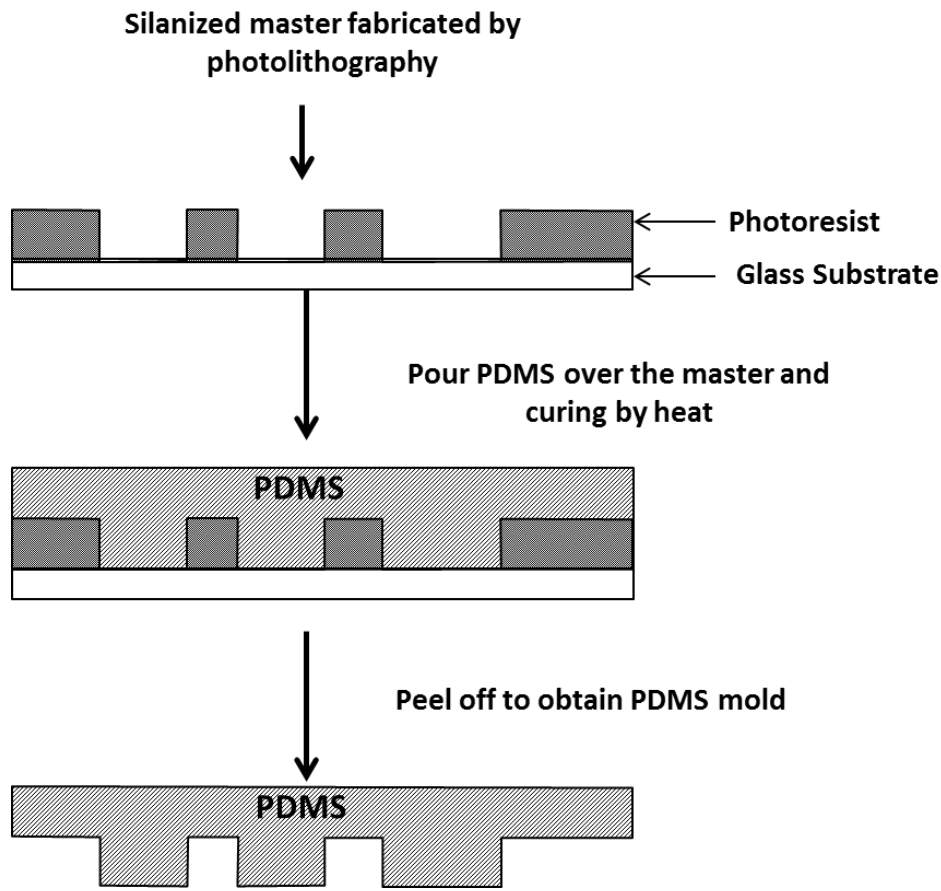 Silanized master fabricated by
photolithography
Photoresist
Glass Substrate
Pour PDMS over the master and
curing by heat
PDMS
Peel off to obtain PDMS mold
PDMS